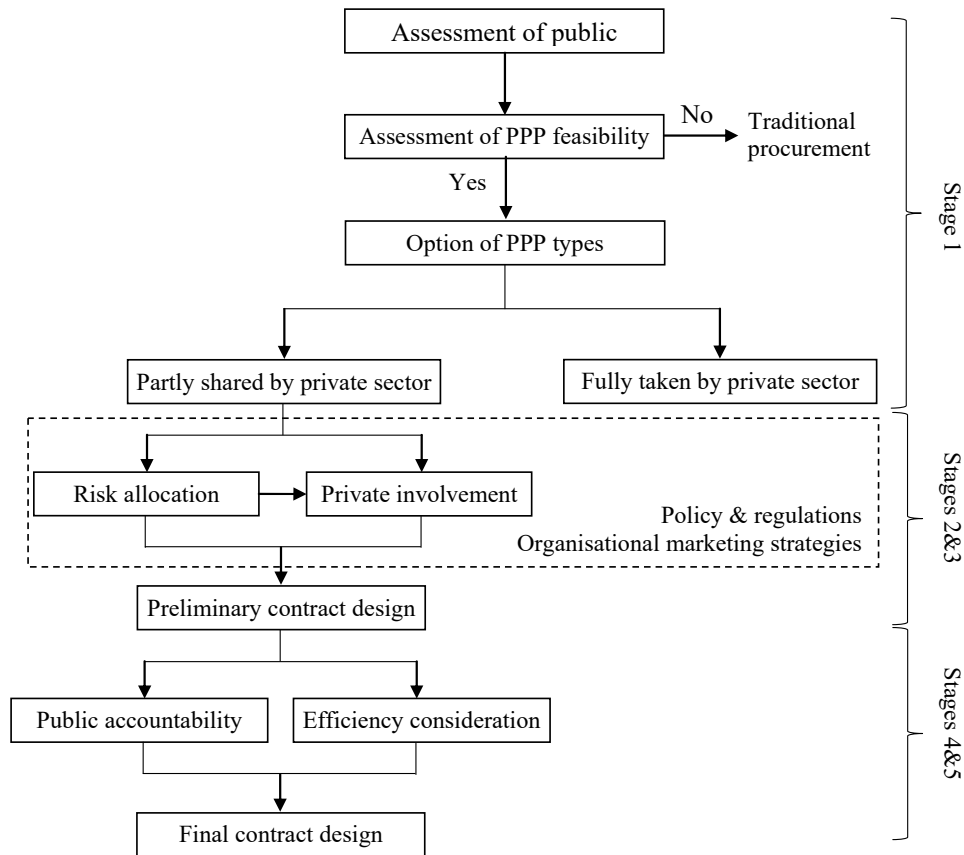 Assessment of public
Assessment of PPP feasibility
No
Traditional
procurement
Yes
Option of PPP types
Stage 1
Partly shared by private sector
Fully taken by private sector
Risk allocation
Private involvement
Policy & regulations
Organisational marketing strategies
Stages 2&3
Preliminary contract design
Public accountability
Efficiency consideration
Stages 4&5
Final contract design